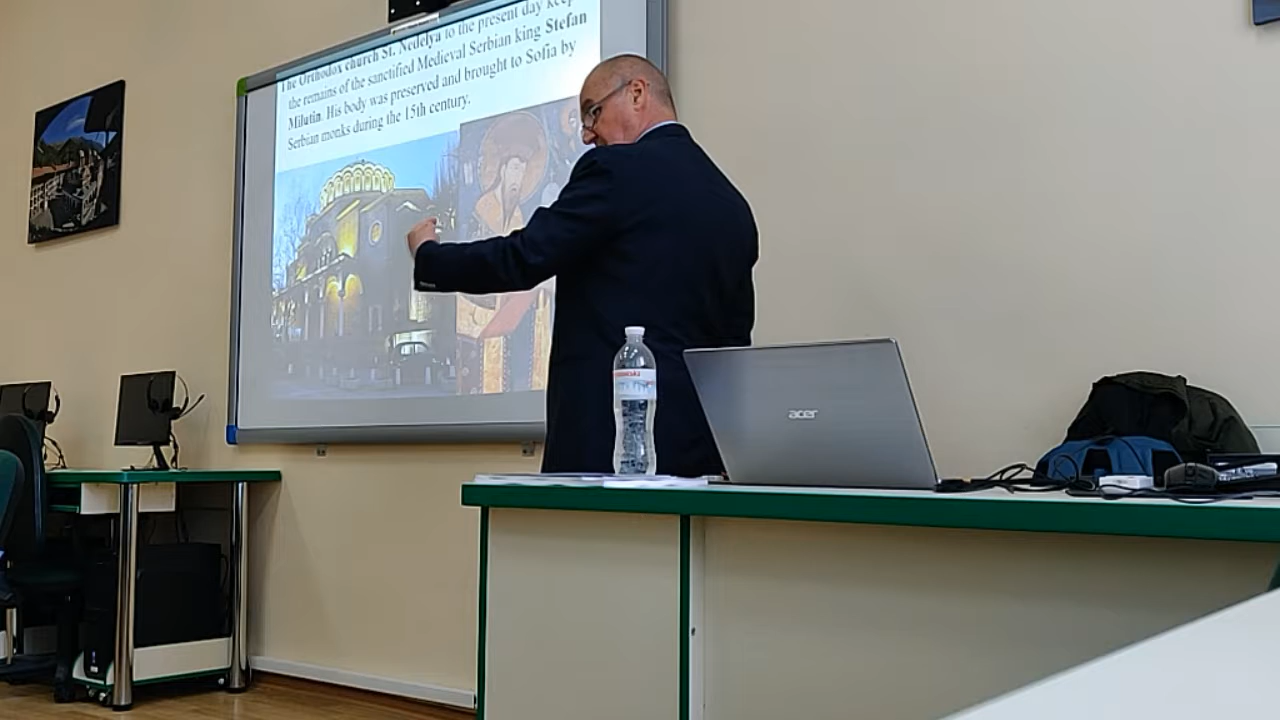 The Orthodox church St. Nedelya to the present day keep
the remains of the sanctified Medieval Serbian king Stefan
Milutin. His body was preserved and brought to Sofia by
Serbian monks during the 15th century.
acer